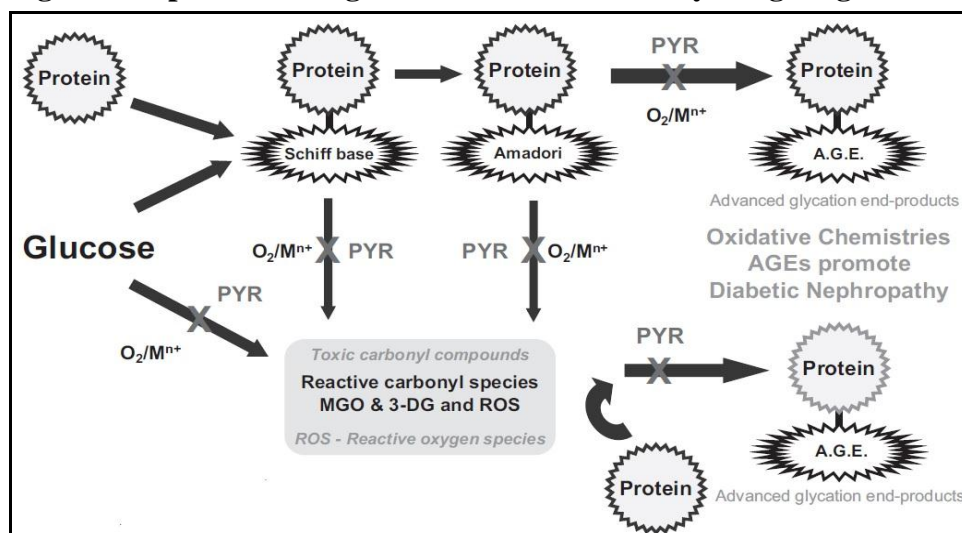 Protein
Protein
Protein
PYR
Protein
O₂/Mⁿ⁺
Schiff base
Amadori
A.G.E.
Advanced glycation end-products
Glucose
O₂/Mⁿ⁺
PYR
PYR
O₂/Mⁿ⁺
Oxidative Chemistries
AGEs promote
Diabetic Nephropathy
PYR
O₂/Mⁿ⁺
Toxic carbonyl compounds
Reactive carbonyl species
MGO & 3-DG and ROS
ROS - Reactive oxygen species
PYR
Protein
Protein
A.G.E.
Advanced glycation end-products